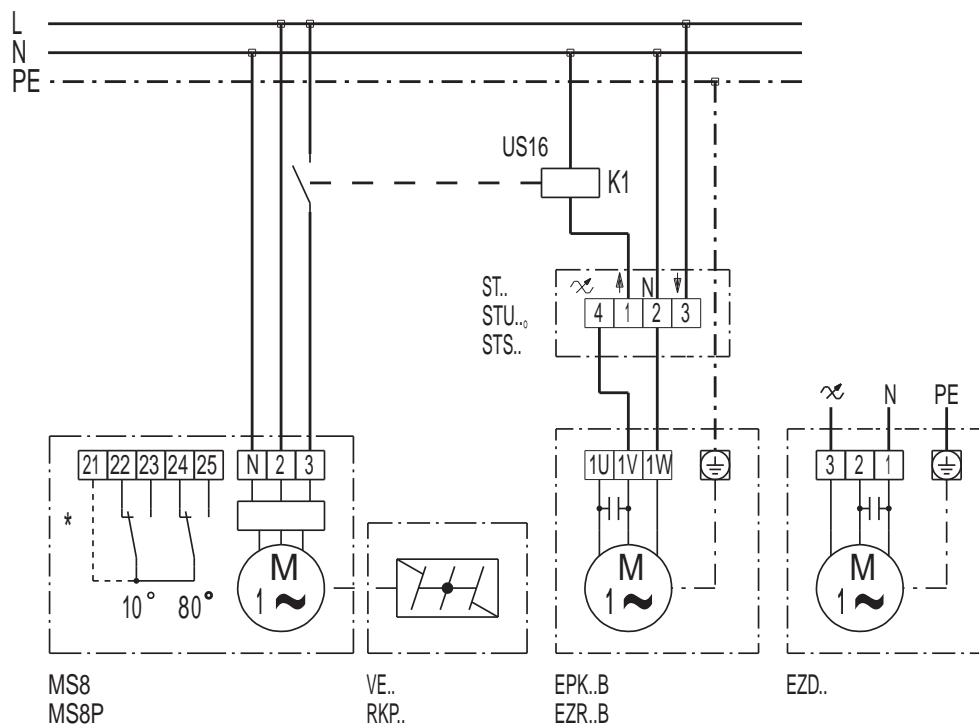 L
N
PE
US16
K1
ST..
STU..
STS..
N
4 1 2 3
N
PE
21 22 23 24 25
N 2 3
1U 1V 1W
3 2 1
*
10° 80°
M
1 ~
M
1 ~
M
1 ~
MS8
MS8P
VE..
RKP..
EPK..B
EZR..B
EZD..